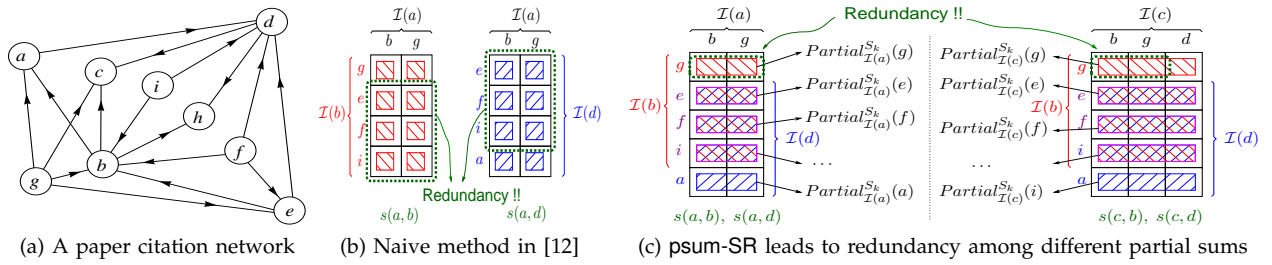 d
a
c
i
h
f
b
g
e
(a) A paper citation network
I(a)
b g
g
e
f
i
I(b)
I(a)
b g
e
f
i
a
I(d)
Redundancy !!
s(a, b)
s(a, d)
(b) Naive method in [12]
Redundancy !!
I(a)
b g
g
e
f
i
a
I(b)
I(d)
Partial^{S_k}_{I(a)}(g)
Partial^{S_k}_{I(a)}(e)
Partial^{S_k}_{I(a)}(f)
...
Partial^{S_k}_{I(a)}(a)
s(a, b), s(a, d)
I(c)
b g d
Partial^{S_k}_{I(c)}(g)
Partial^{S_k}_{I(c)}(e)
Partial^{S_k}_{I(c)}(f)
...
Partial^{S_k}_{I(c)}(i)
g
e
f
i
a
I(b)
I(d)
s(c, b), s(c, d)
(c) psum-SR leads to redundancy among different partial sums